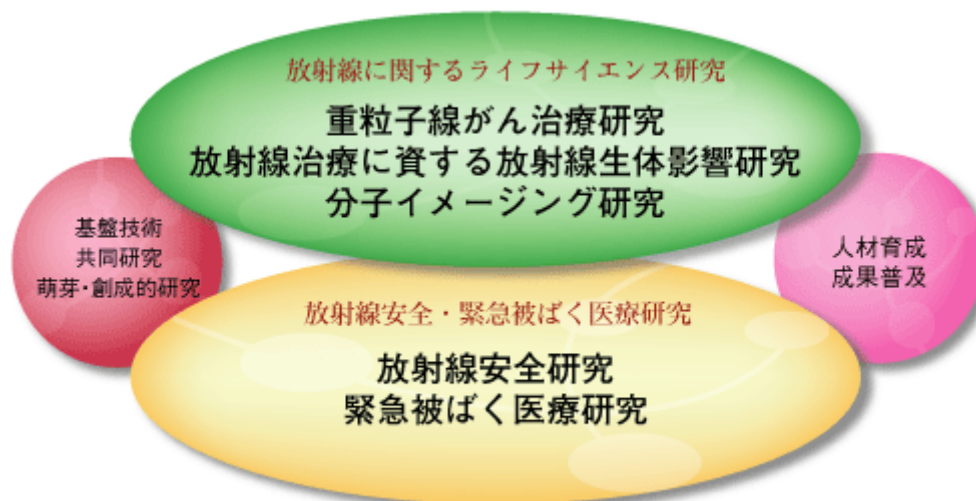 放射線に関するライフサイエンス研究
重粒子線がん治療研究
放射線治療に資する放射線生体影響研究
分子イメージング研究
基盤技術
共同研究
萌芽・創成的研究
人材育成
成果普及
放射線安全・緊急被ばく医療研究
放射線安全研究
緊急被ばく医療研究